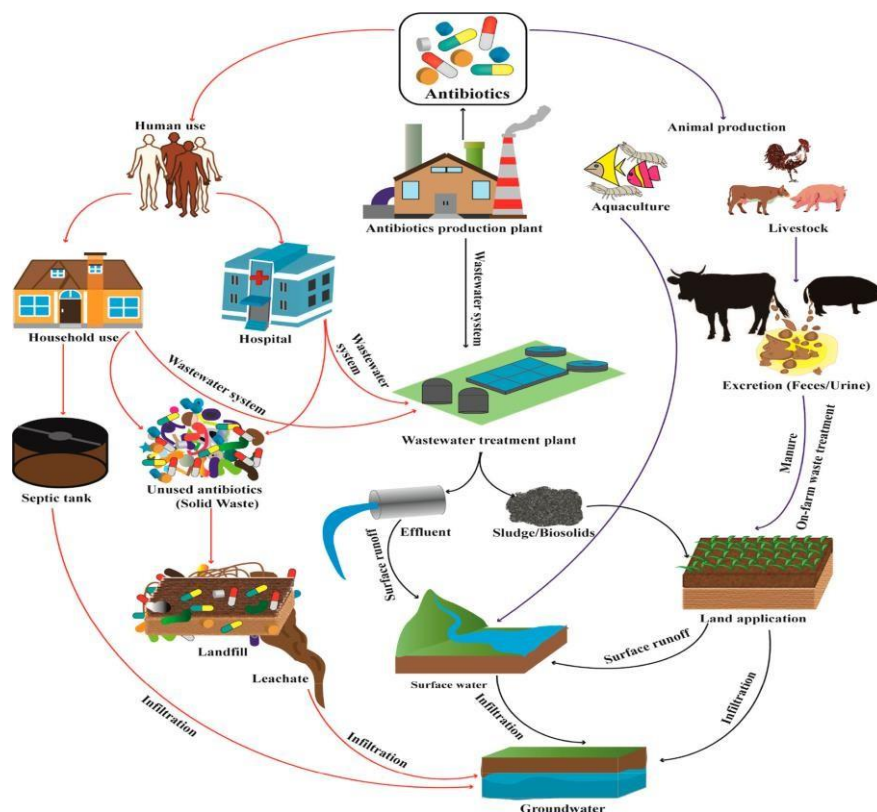 Antibiotics
Human use
Animal production
Aquaculture
Antibiotics production plant
Livestock
Wastewater system
Household use
Hospital
Wastewater system
Wastewater
system
Excretion (Feces/Urine)
Wastewater treatment plant
Manure
On-farm waste treatment
Septic tank
Unused antibiotics
(Solid Waste)
Effluent
Sludge/Biosolids
Surface runoff
Land application
Landfill
Surface runoff
Leachate
Surface water
Infiltration
Infiltration
Infiltration
Infiltration
Groundwater